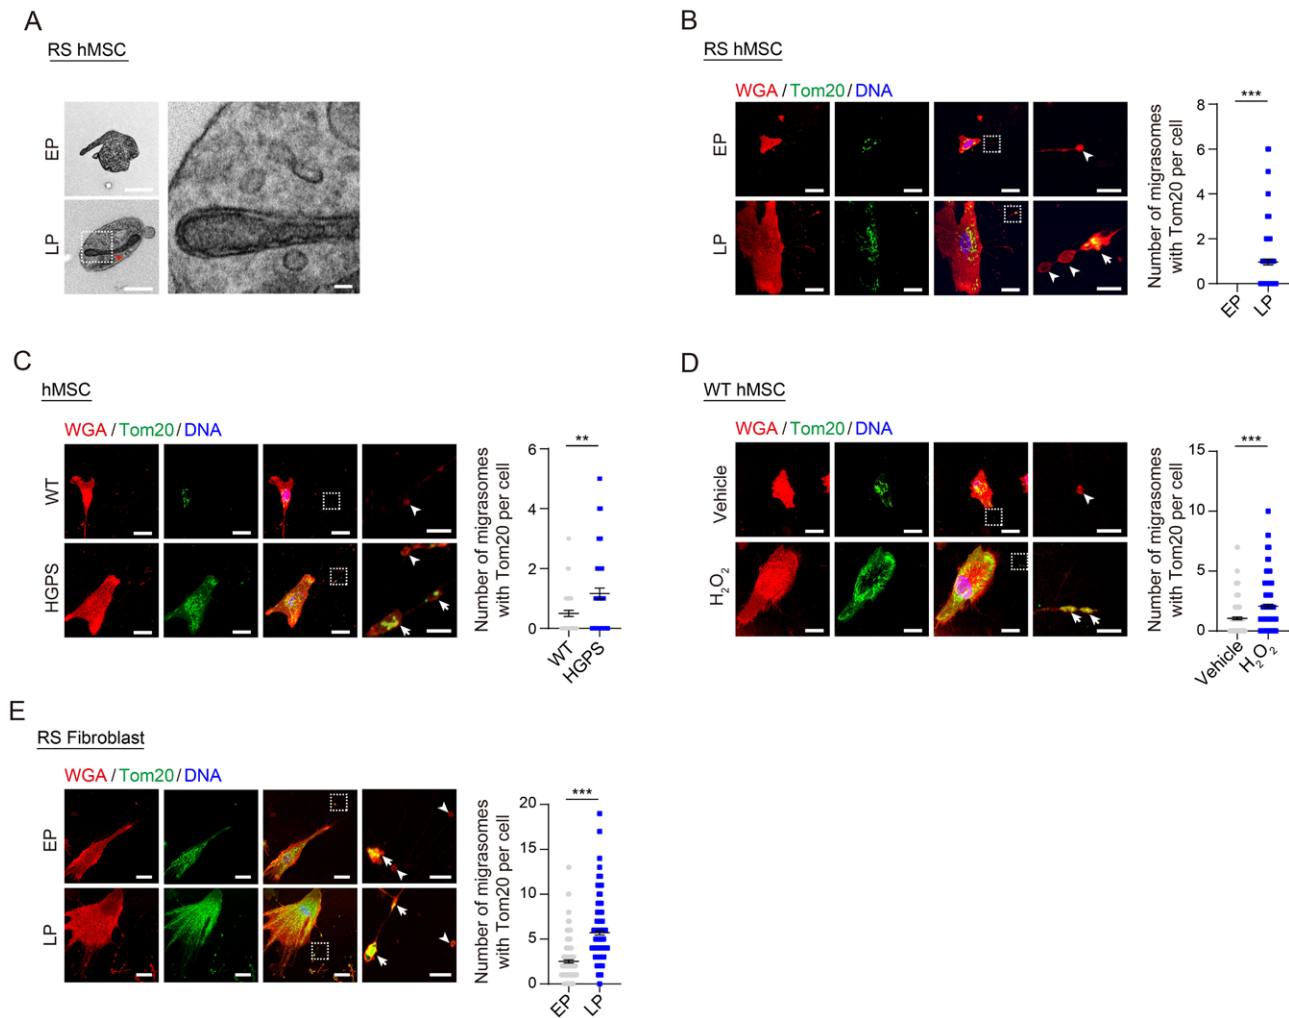 A
RS hMSC
EP
LP
B
RS hMSC
WGA / Tom20 / DNA
EP
LP
Number of migrasomes
with Tom20 per cell
***
8
6
4
2
0
EP
LP
C
hMSC
WGA / Tom20 / DNA
WT
HGPS
Number of migrasomes
with Tom20 per cell
**
6
4
2
0
WT
HGPS
D
WT hMSC
WGA / Tom20 / DNA
Vehicle
H₂O₂
Number of migrasomes
with Tom20 per cell
***
15
10
5
0
Vehicle
H₂O₂
E
RS Fibroblast
WGA / Tom20 / DNA
EP
LP
Number of migrasomes
with Tom20 per cell
***
20
15
10
5
0
EP
LP